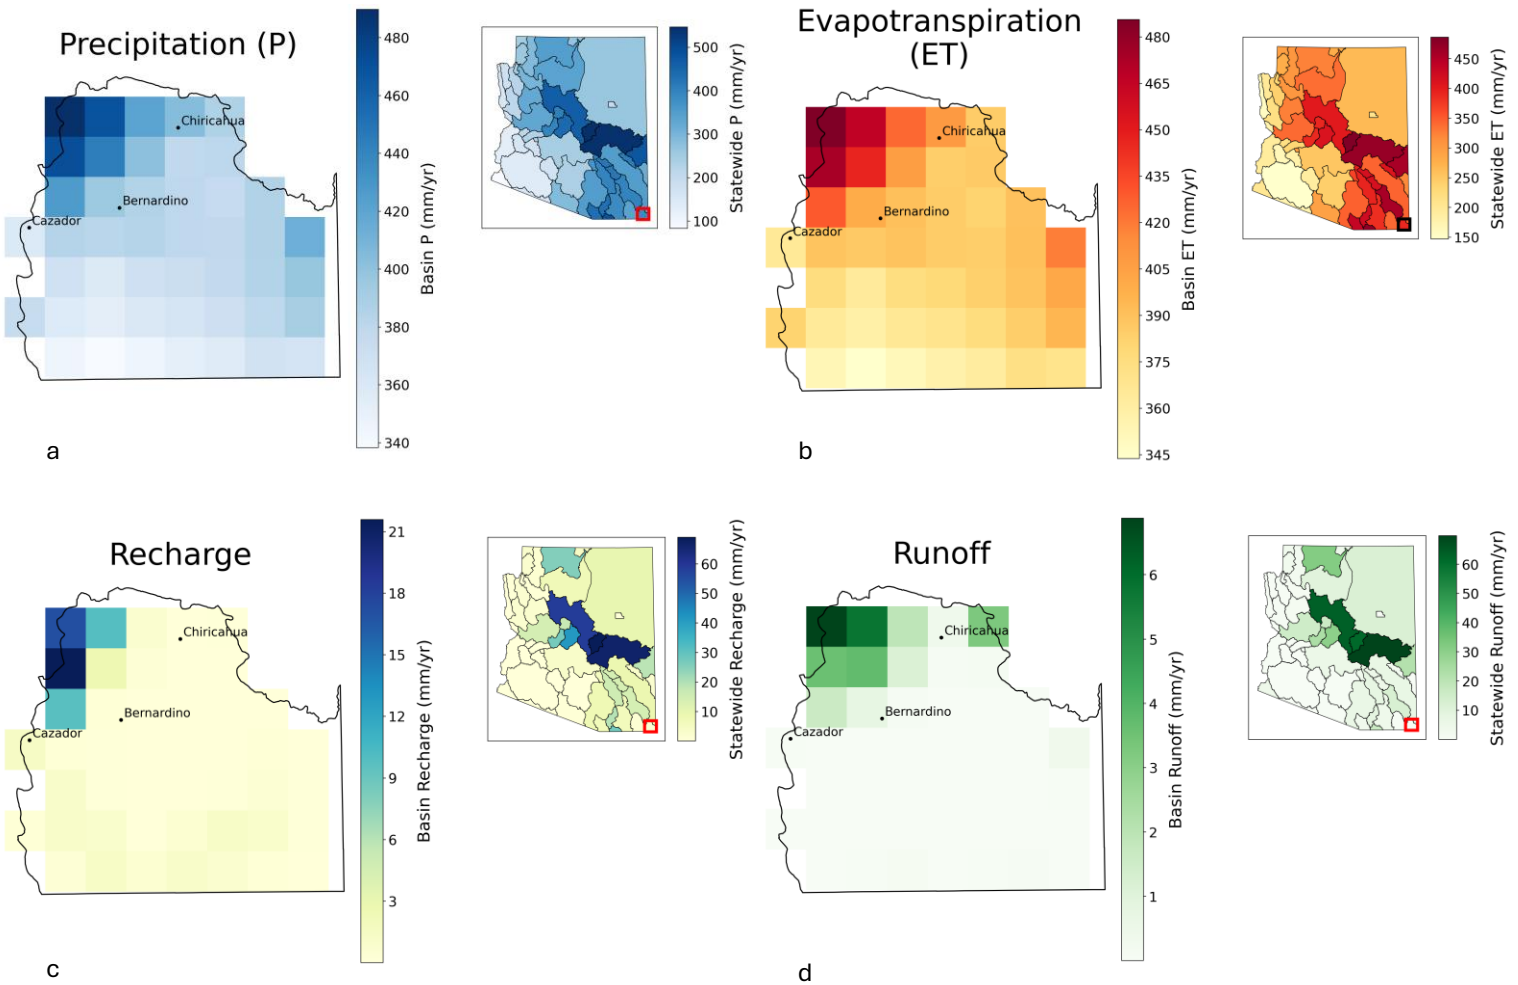 Precipitation (P)
Chiricahua
Bernardino
Cazador
480
460
440
420
400
380
360
340
Basin P (mm/yr)
500
400
300
200
100
Statewide P (mm/yr)
a
Evapotranspiration
(ET)
Chiricahua
Bernardino
Cazador
480
465
450
435
420
405
390
375
360
345
Basin ET (mm/yr)
450
400
350
300
250
200
150
Statewide ET (mm/yr)
b
Recharge
Chiricahua
Bernardino
Cazador
21
18
15
12
9
6
3
Basin Recharge (mm/yr)
60
50
40
30
20
10
Statewide Recharge (mm/yr)
c
Runoff
Chiricahua
Bernardino
Cazador
6
5
4
3
2
1
Basin Runoff (mm/yr)
60
50
40
30
20
10
Statewide Runoff (mm/yr)
d